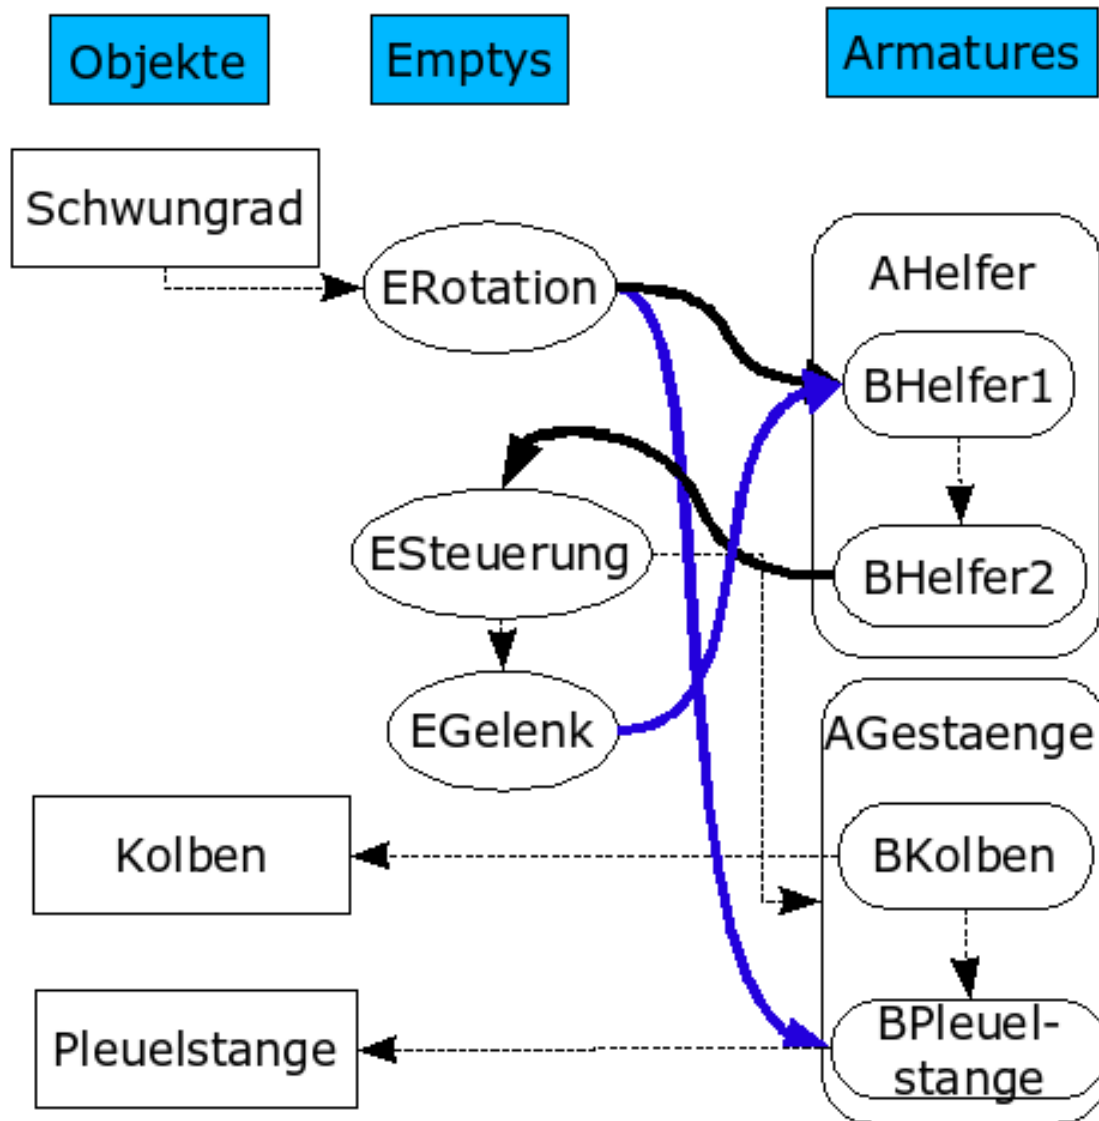 Objekte
Emptys
Armatures
Schwungrad
ERotation
AHelfer
BHelfer1
ESteuerung
BHelfer2
EGelenk
AGestaenge
Kolben
BKolben
Pleuelstange
BPleuel-
stange